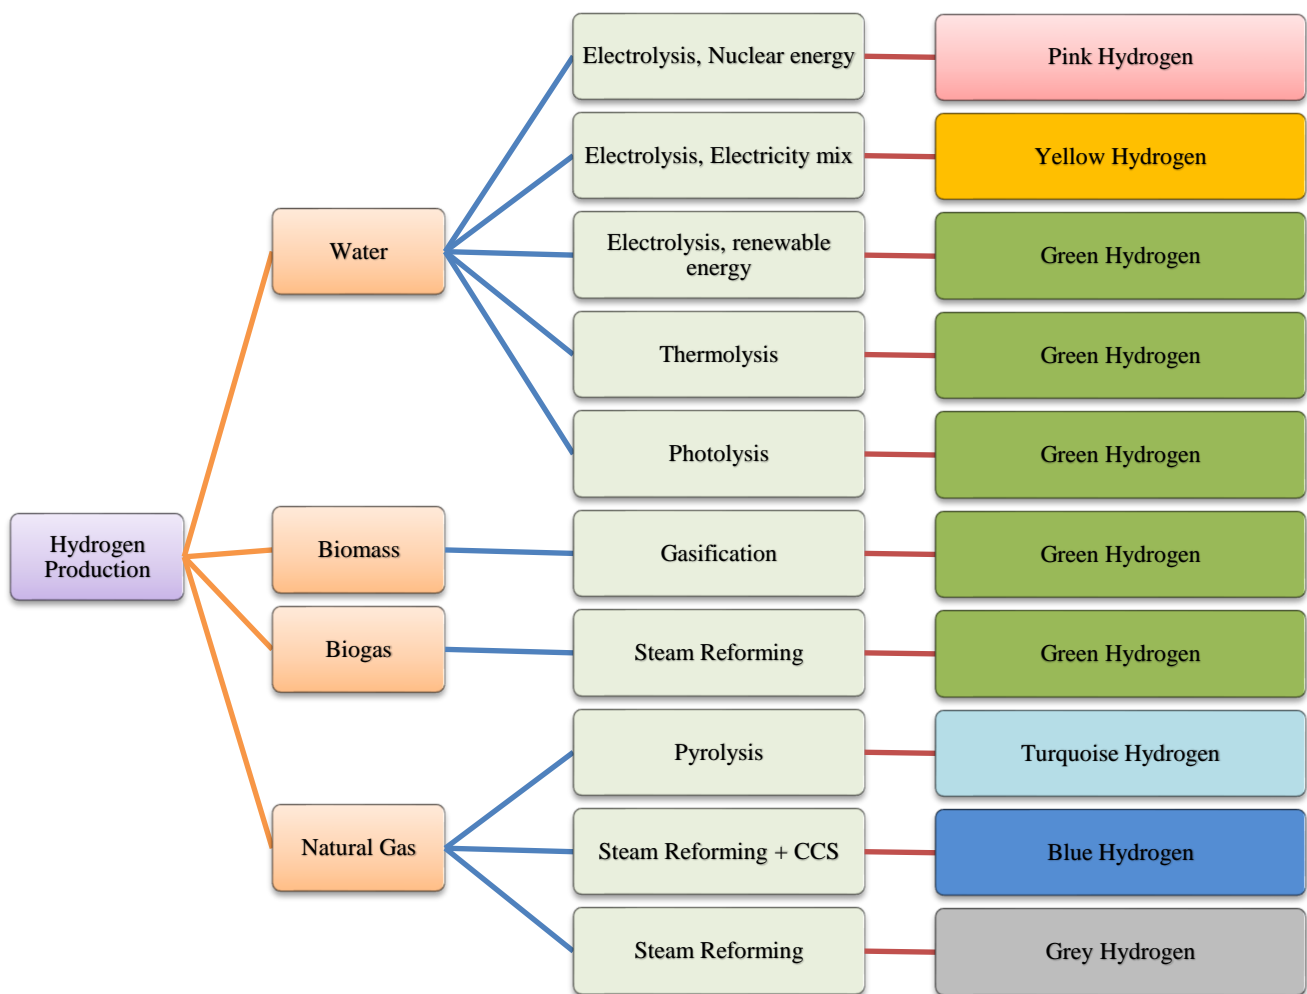 Electrolysis, Nuclear energy
Pink Hydrogen
Electrolysis, Electricity mix
Yellow Hydrogen
Water
Electrolysis, renewable
energy
Green Hydrogen
Thermolysis
Green Hydrogen
Photolysis
Green Hydrogen
Hydrogen
Production
Biomass
Gasification
Green Hydrogen
Biogas
Steam Reforming
Green Hydrogen
Pyrolysis
Turquoise Hydrogen
Natural Gas
Steam Reforming + CCS
Blue Hydrogen
Steam Reforming
Grey Hydrogen